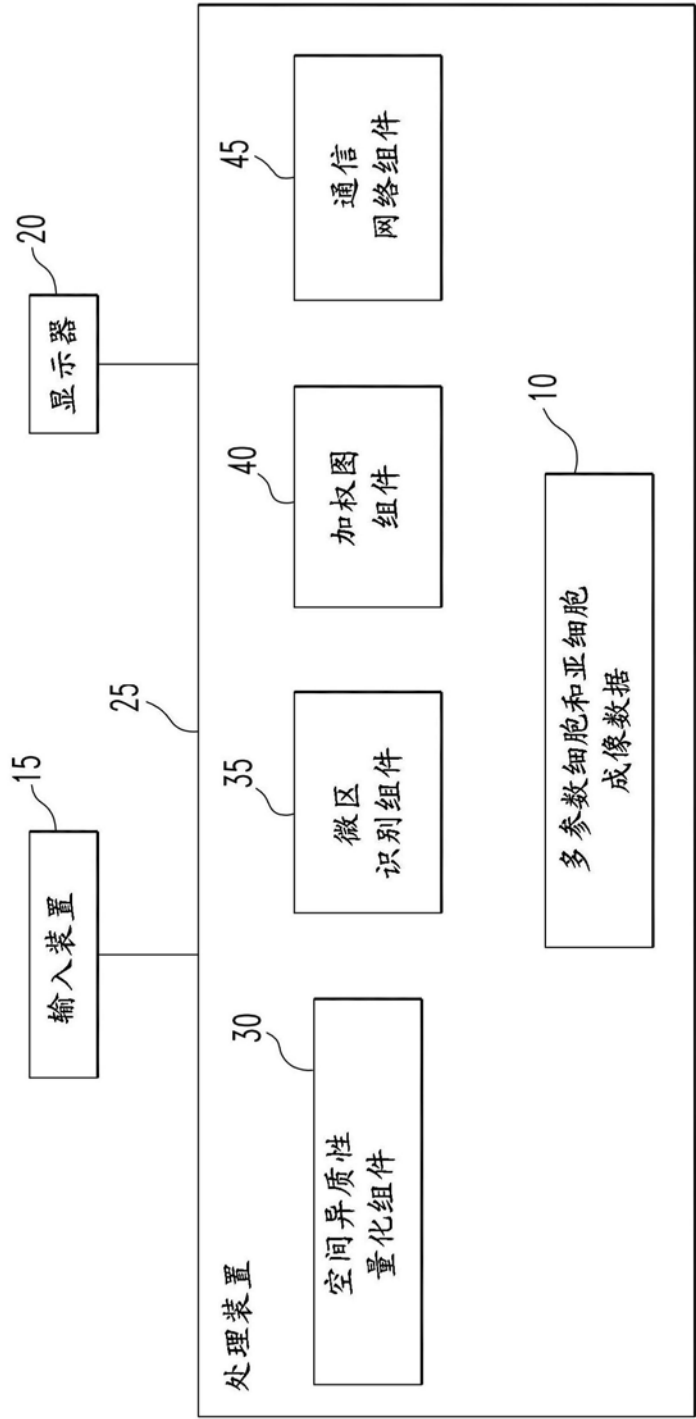 15
输入装置
20
显示器
25
处理装置
30
空间异质性
量化组件
35
微区
识别组件
40
加权图
组件
45
通信
网络组件
10
多参数细胞和亚细胞
成像数据